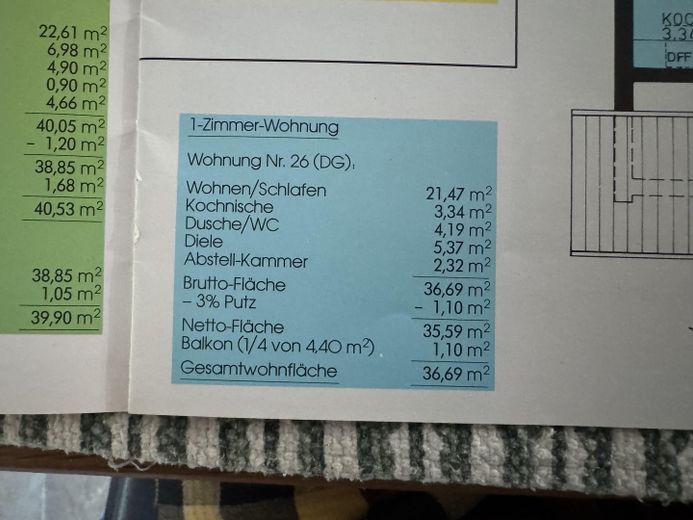 22,61 m²
6,98 m²
4,90 m²
0,90 m²
4,66 m²
40,05 m²
– 1,20 m²
38,85 m²
1,68 m²
40,53 m²
38,85 m²
1,05 m²
39,90 m²
1-Zimmer-Wohnung
Wohnung Nr. 26 (DG):
Wohnen/Schlafen 21,47 m²
Kochnische 3,34 m²
Dusche/WC 4,19 m²
Diele 5,37 m²
Abstell-Kammer 2,32 m²
Brutto-Fläche 36,69 m²
– 3% Putz – 1,10 m²
Netto-Fläche 35,59 m²
Balkon (1/4 von 4,40 m²) 1,10 m²
Gesamtwohnfläche 36,69 m²
KOC
3.34
DFF